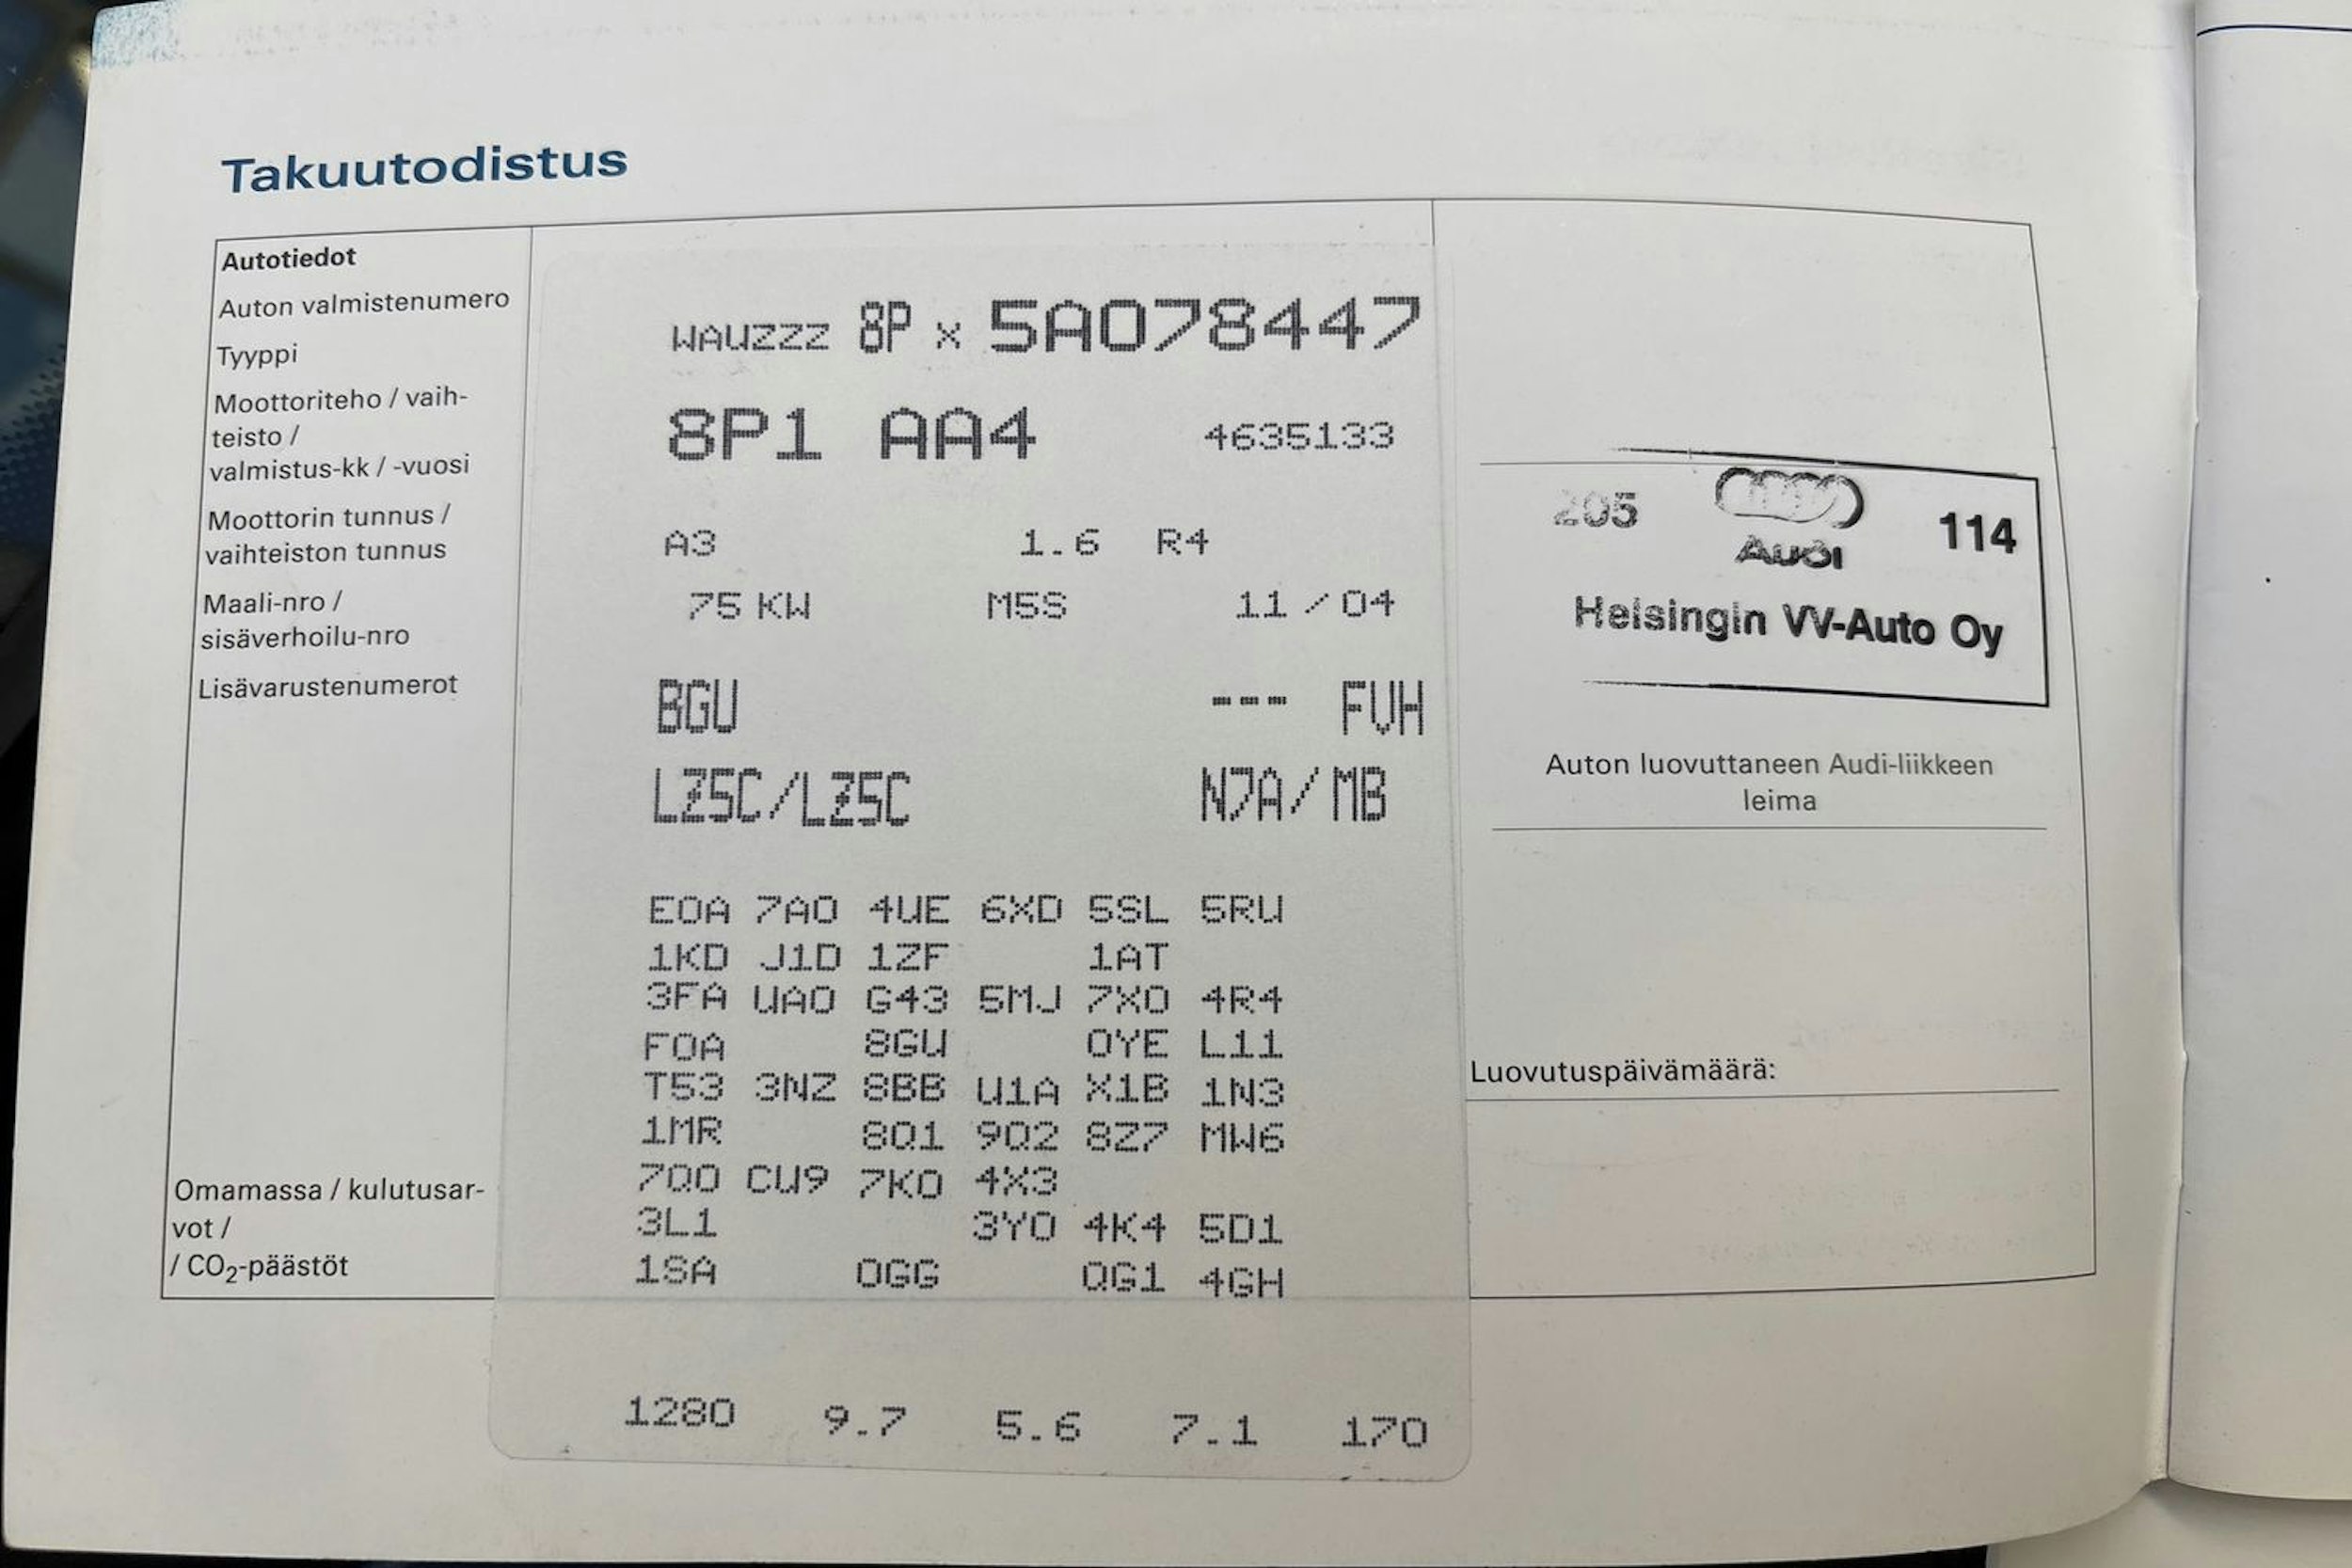 Takuutodistus
Autotiedot
Auton valmistenumero
Tyyppi
Moottoriteho / vaih-
teisto /
valmistus-kk / -vuosi
Moottorin tunnus /
vaihteiston tunnus
Maali-nro /
sisäverhoilu-nro
Lisävarustenumerot
Omamassa / kulutusar-
vot /
/ CO2-päästöt
WAUZZZ 8P x 5A078447
8P1 AA4 4635133
A3 1.6 R4
75 KW M5S 11 / 04
BGU --- FVH
LZ5C/LZ5C N7A/MB
E0A 7A0 4UE 6XD 5SL 5RU
1KD J1D 1ZF 1AT
3FA UA0 G43 5MJ 7X0 4R4
F0A 8GU 0YE L11
T53 3NZ 8BB U1A X1B 1N3
1MR 8Q1 9Q2 8Z7 MW6
7Q0 CU9 7K0 4X3
3L1 3Y0 4K4 5D1
1SA 0GG QG1 4GH
1280 9.7 5.6 7.1 170
205 Audi 114
Helsingin VV-Auto Oy
Auton luovuttaneen Audi-liikkeen
leima
Luovutuspäivämäärä: